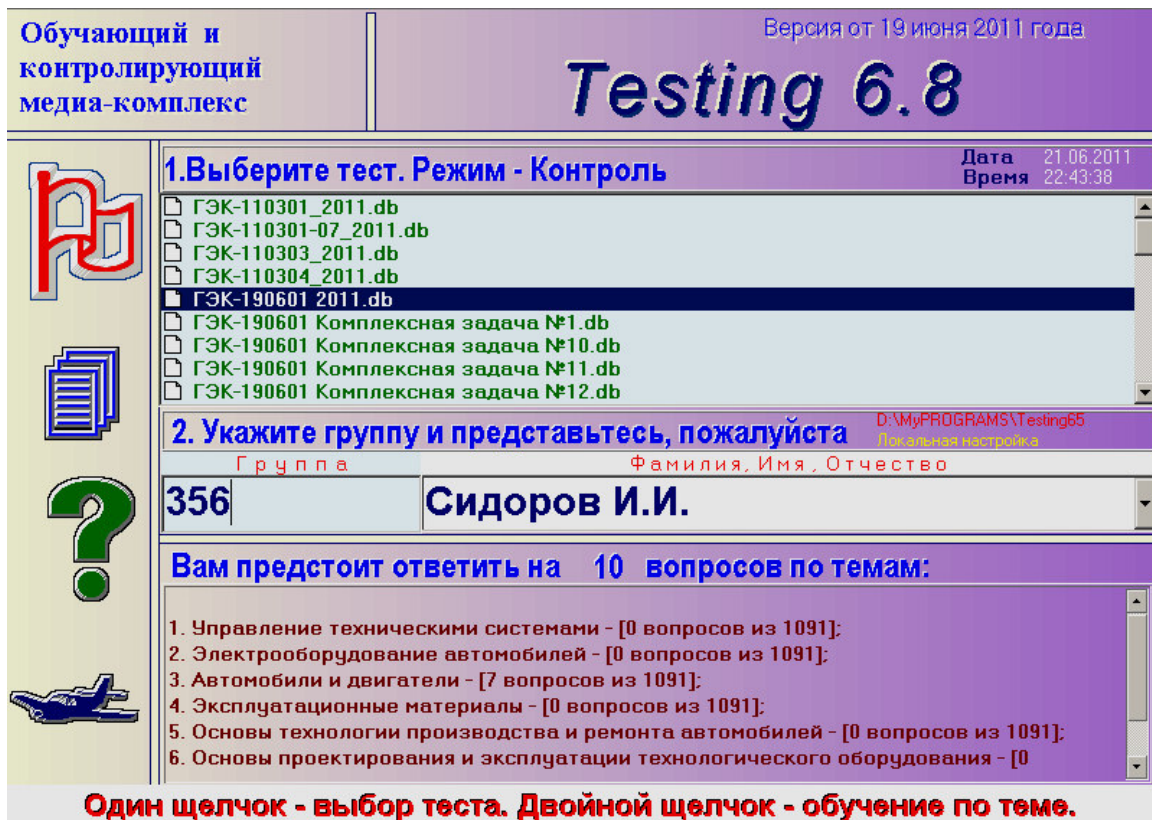 Обучающий и
контролирующий
медиа-комплекс
Версия от 19 июня 2011 года
Testing 6.8
1.Выберите тест. Режим - Контроль
Дата 21.06.2011
Время 22:43:38
ГЭК-110301_2011.db
ГЭК-110301-07_2011.db
ГЭК-110303_2011.db
ГЭК-110304_2011.db
ГЭК-190601 2011.db
ГЭК-190601 Комплексная задача №1.db
ГЭК-190601 Комплексная задача №10.db
ГЭК-190601 Комплексная задача №11.db
ГЭК-190601 Комплексная задача №12.db
2. Укажите группу и представьтесь, пожалуйста
D:\MyPROGRAMS\Testing65
Локальная настройка
Группа Фамилия, Имя, Отчество
356 Сидоров И.И.
Вам предстоит ответить на 10 вопросов по темам:
1. Управление техническими системами - [0 вопросов из 1091];
2. Электрооборудование автомобилей - [0 вопросов из 1091];
3. Автомобили и двигатели - [7 вопросов из 1091];
4. Эксплуатационные материалы - [0 вопросов из 1091];
5. Основы технологии производства и ремонта автомобилей - [0 вопросов из 1091];
6. Основы проектирования и эксплуатации технологического оборудования - [0
Один щелчок - выбор теста. Двойной щелчок - обучение по теме.